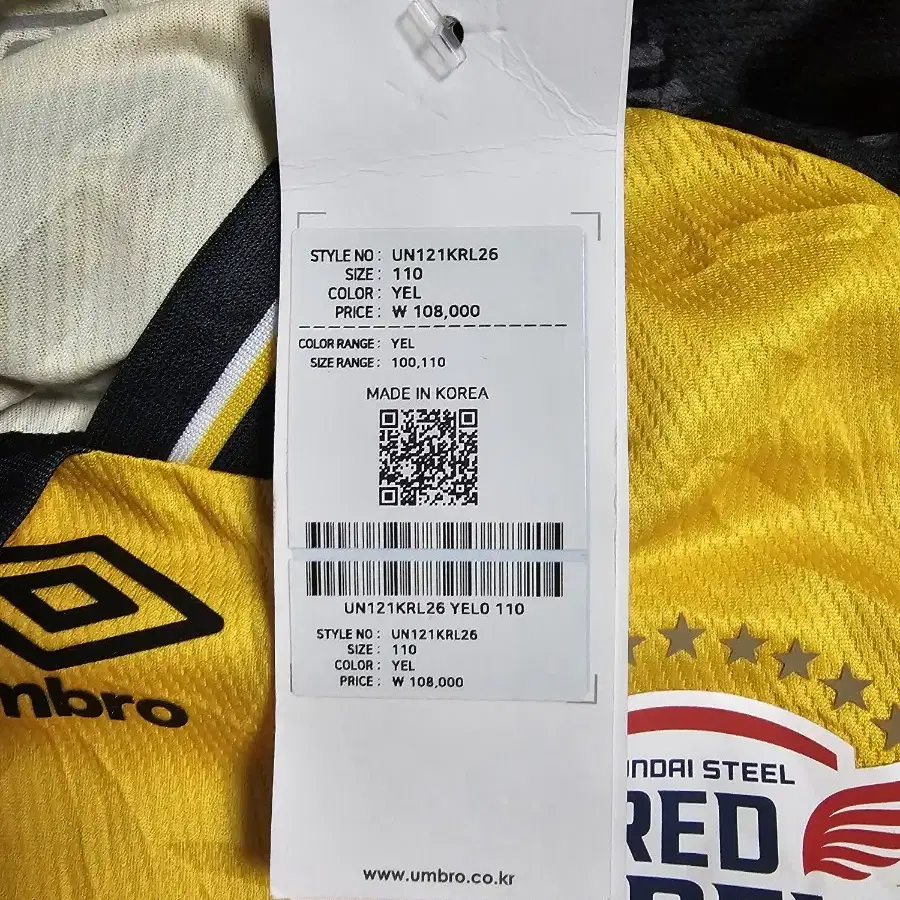 STYLE NO : UN121KRL26
SIZE : 110
COLOR : YEL
PRICE : ₩ 108,000
COLOR RANGE : YEL
SIZE RANGE : 100,110
MADE IN KOREA
UN121KRL26 YEL0 110
STYLE NO : UN121KRL26
SIZE : 110
COLOR : YEL
PRICE : ₩ 108,000
www.umbro.co.kr
mbro
NDAI STEEL
RED